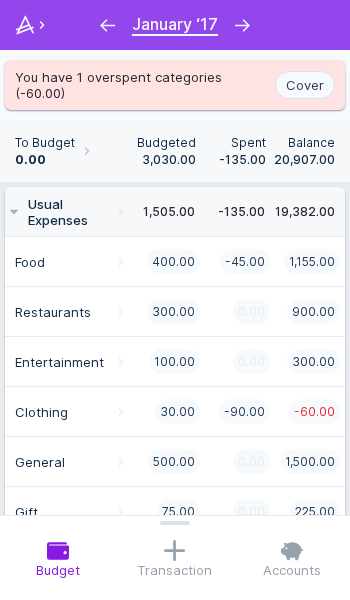 January ‘17
You have 1 overspent categories
(-60.00)
Cover
To Budget Budgeted Spent Balance
0.00 3,030.00 -135.00 20,907.00
Usual
Expenses 1,505.00 -135.00 19,382.00
Food 400.00 -45.00 1,155.00
Restaurants 300.00 0.00 900.00
Entertainment 100.00 0.00 300.00
Clothing 30.00 -90.00 -60.00
General 500.00 0.00 1,500.00
Gift 75.00 0.00 225.00
Budget Transaction Accounts